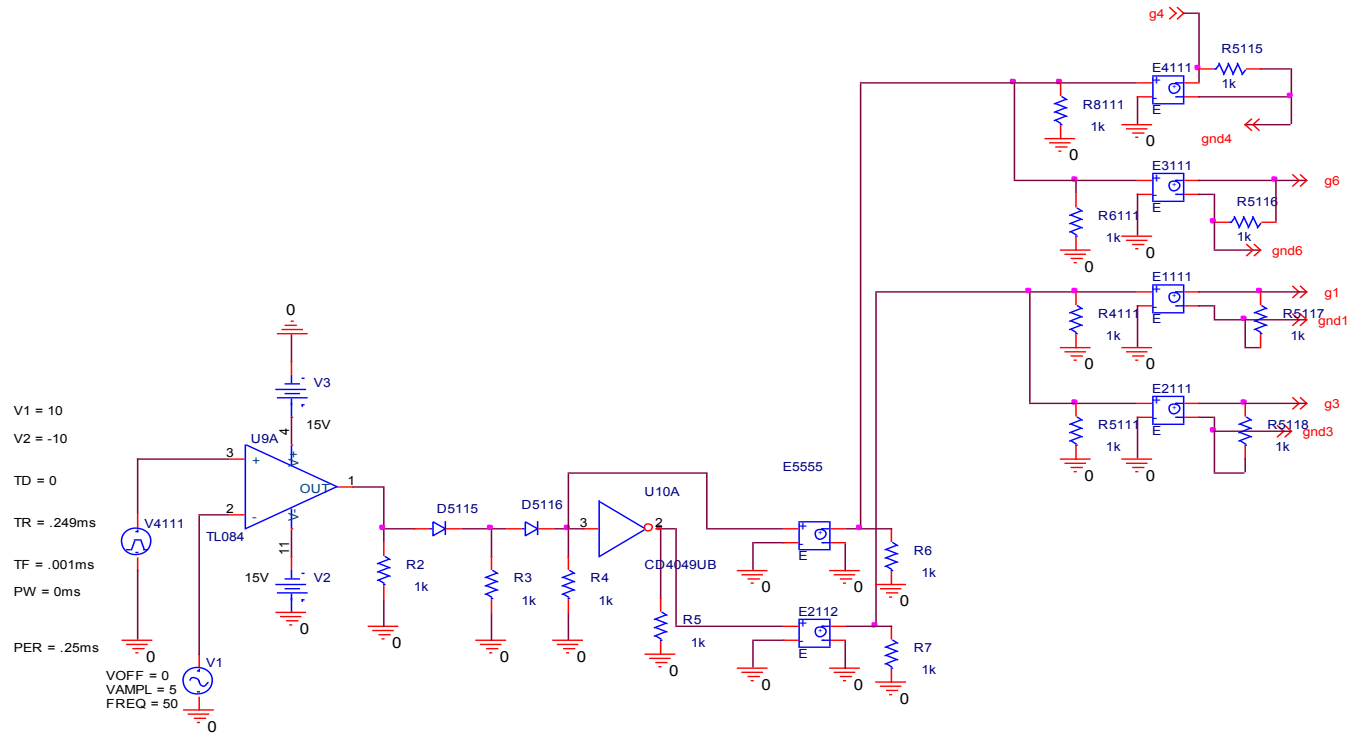 g4
R5115
E4111
1k
R8111
1k
E
0
0
gnd4
E3111
g6
R5116
R6111
E
1k
1k
gnd6
0
0
E1111
g1
R4111
E
R5117
gnd1
1k
1k
0
0
E2111
g3
R5111
E
R5118
gnd3
1k
1k
0
0
0
V3
15V
V1 = 10
V2 = -10
TD = 0
TR = .249ms
TF = .001ms
PW = 0ms
PER = .25ms
V4111
0
U9A
4
3
+
V+
OUT
1
2
-
V-
TL084
11
15V
V2
0
V1
VOFF = 0
VAMPL = 5
FREQ = 50
0
D5115
D5116
R2
1k
0
R3
1k
0
R4
1k
0
U10A
3
2
CD4049UB
R5
1k
0
E5555
E
0
0
R6
1k
0
E2112
E
0
0
R7
1k
0